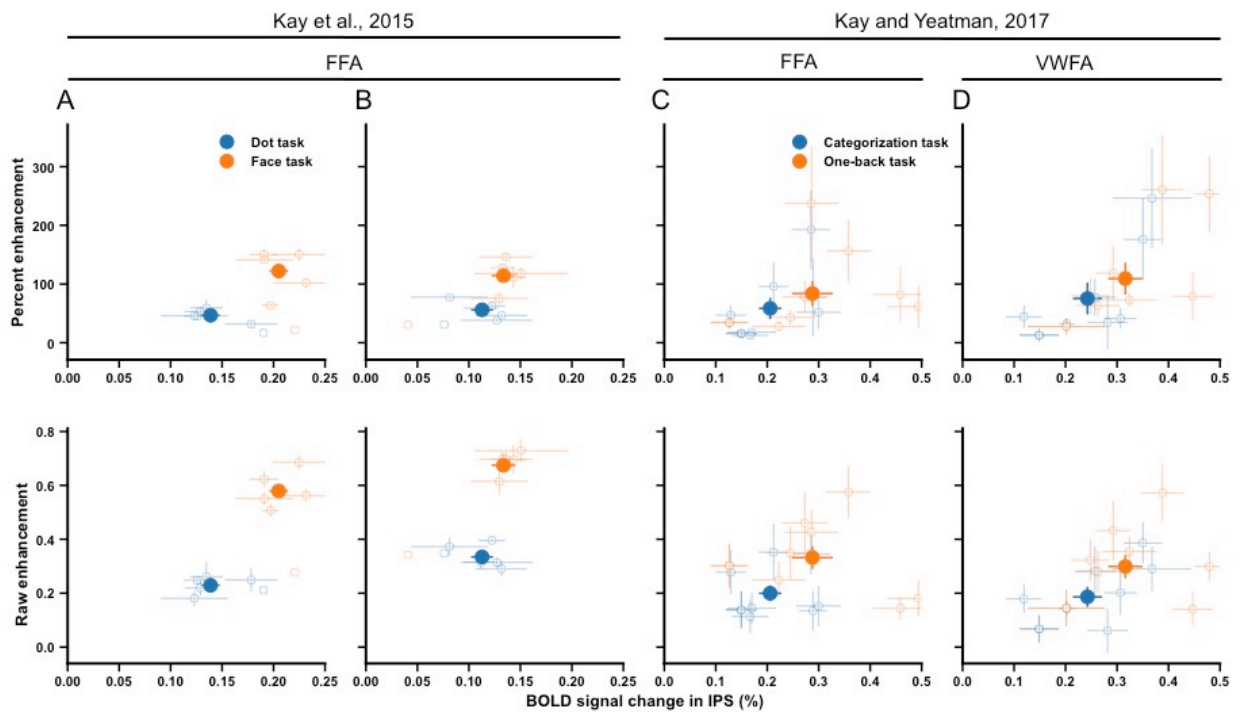 Kay et al., 2015 Kay and Yeatman, 2017
FFA FFA VWFA
A B C D
Dot task Categorization task
Face task One-back task
Percent enhancement
300
200
100
0
0.00 0.05 0.10 0.15 0.20 0.25 0.00 0.05 0.10 0.15 0.20 0.25 0.0 0.1 0.2 0.3 0.4 0.5 0.0 0.1 0.2 0.3 0.4 0.5
Raw enhancement
0.8
0.6
0.4
0.2
0.0
0.00 0.05 0.10 0.15 0.20 0.25 0.00 0.05 0.10 0.15 0.20 0.25 0.0 0.1 0.2 0.3 0.4 0.5 0.0 0.1 0.2 0.3 0.4 0.5
BOLD signal change in IPS (%)